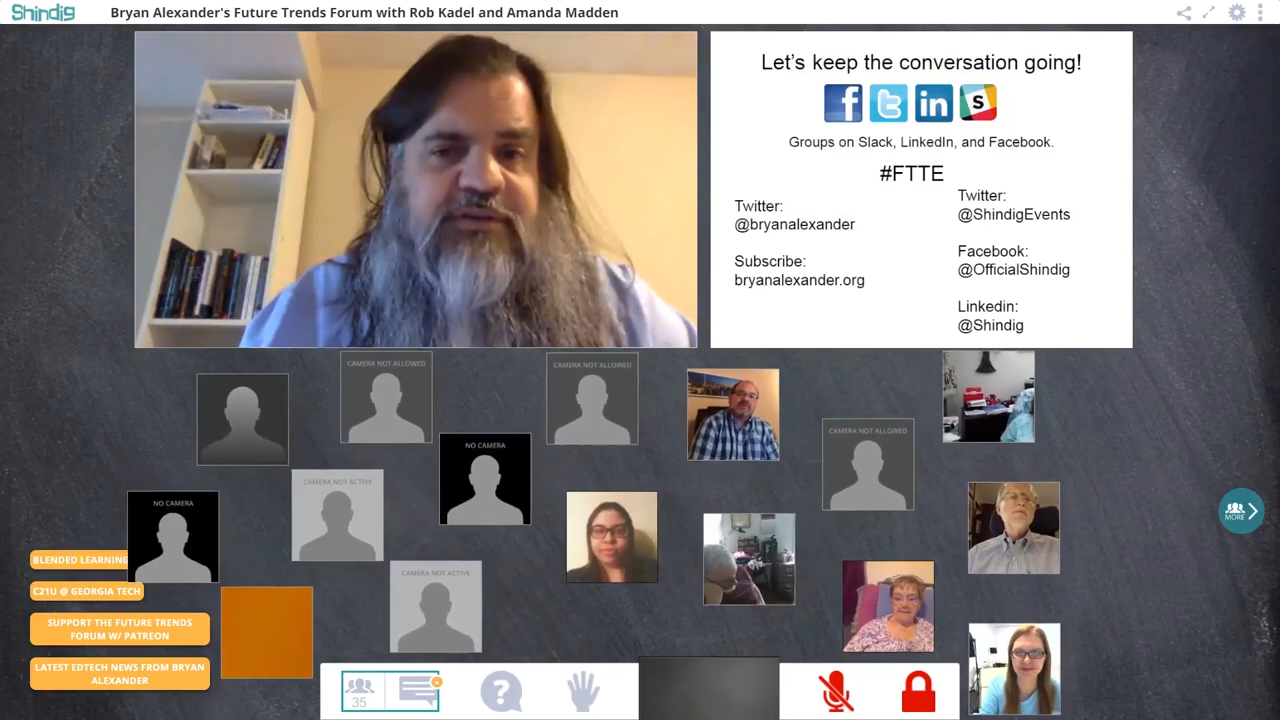 Shindig
Bryan Alexander's Future Trends Forum with Rob Kadel and Amanda Madden
Let's keep the conversation going!
f
t
in
S
Groups on Slack, LinkedIn, and Facebook.
#FTTE
Twitter:
@bryanalexander
Subscribe:
bryanalexander.org
Twitter:
@ShindigEvents
Facebook:
@OfficialShindig
Linkedin:
@Shindig
CAMERA NOT ALLOWED
CAMERA NOT ALLOWED
CAMERA NOT ALLOWED
NO CAMERA
CAMERA NOT ACTIVE
NO CAMERA
CAMERA NOT ACTIVE
MORE
BLENDED LEARNING
C21U @ GEORGIA TECH
SUPPORT THE FUTURE TRENDS
FORUM W/ PATREON
LATEST EDTECH NEWS FROM BRYAN
ALEXANDER
35
?